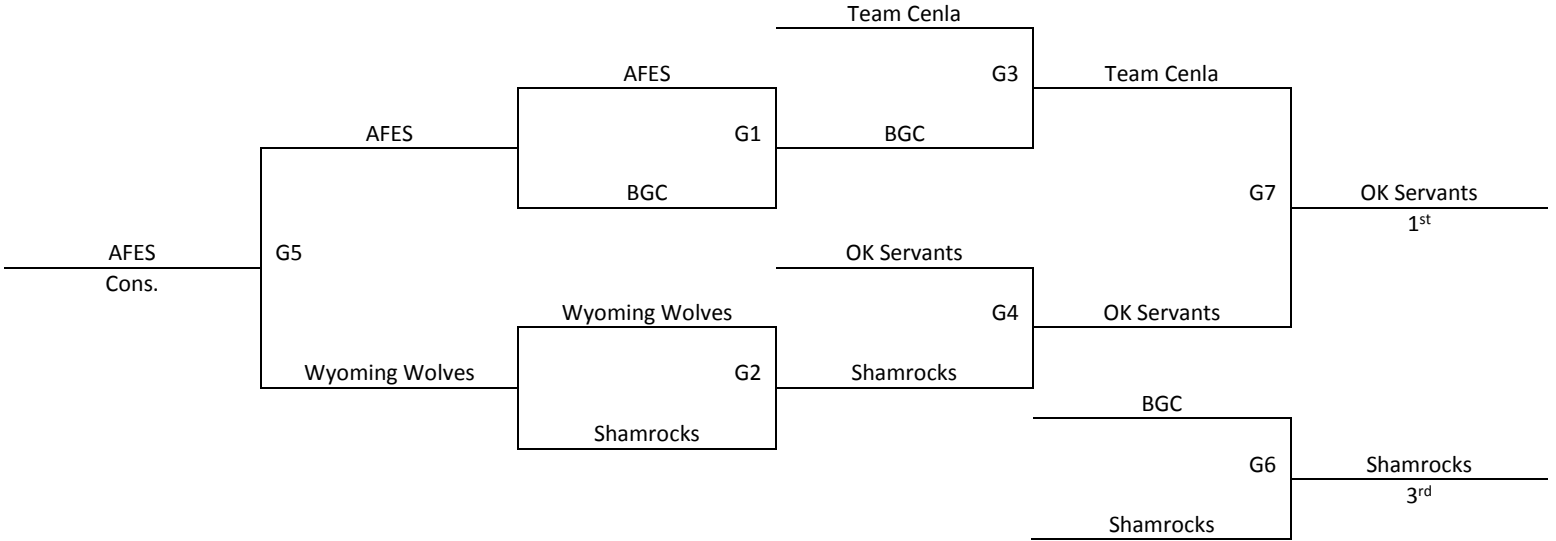 Team Cenla
AFES
G3
Team Cenla
AFES
G1
BGC
BGC
G7
OK Servants
1st
AFES
G5
OK Servants
Cons.
Wyoming Wolves
G4
OK Servants
Wyoming Wolves
G2
Shamrocks
BGC
Shamrocks
G6
Shamrocks
3rd
Shamrocks